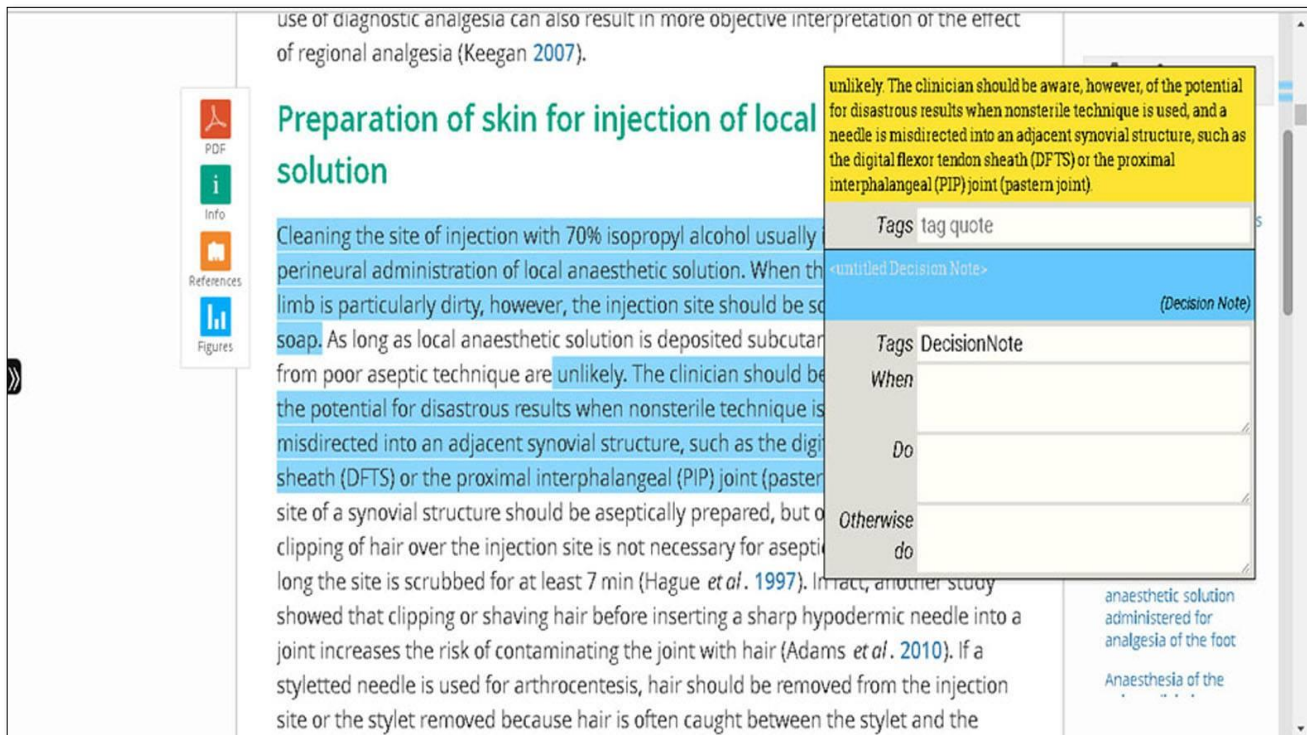 use of diagnostic analgesia can also result in more objective interpretation of the effect
of regional analgesia (Keegan 2007).
PDF
Info
References
Figures
Preparation of skin for injection of local
solution
Cleaning the site of injection with 70% isopropyl alcohol usually
perineural administration of local anaesthetic solution. When th
limb is particularly dirty, however, the injection site should be sc
soap. As long as local anaesthetic solution is deposited subcutan
from poor aseptic technique are unlikely. The clinician should be
the potential for disastrous results when nonsterile technique is
misdirected into an adjacent synovial structure, such as the digi
sheath (DFTS) or the proximal interphalangeal (PIP) joint (paster
site of a synovial structure should be aseptically prepared, but o
clipping of hair over the injection site is not necessary for asepti
long the site is scrubbed for at least 7 min (Hague et al. 1997). In fact, another study
showed that clipping or shaving hair before inserting a sharp hypodermic needle into a
joint increases the risk of contaminating the joint with hair (Adams et al. 2010). If a
styletted needle is used for arthrocentesis, hair should be removed from the injection
site or the stylet removed because hair is often caught between the stylet and the
unlikely. The clinician should be aware, however, of the potential
for disastrous results when nonsterile technique is used, and a
needle is misdirected into an adjacent synovial structure, such as
the digital flexor tendon sheath (DFTS) or the proximal
interphalangeal (PIP) joint (pastern joint).
Tags tag quote
<untitled Decision Note>
(Decision Note)
Tags DecisionNote
When
Do
Otherwise
do
anaesthetic solution
administered for
analgesia of the foot
Anaesthesia of the